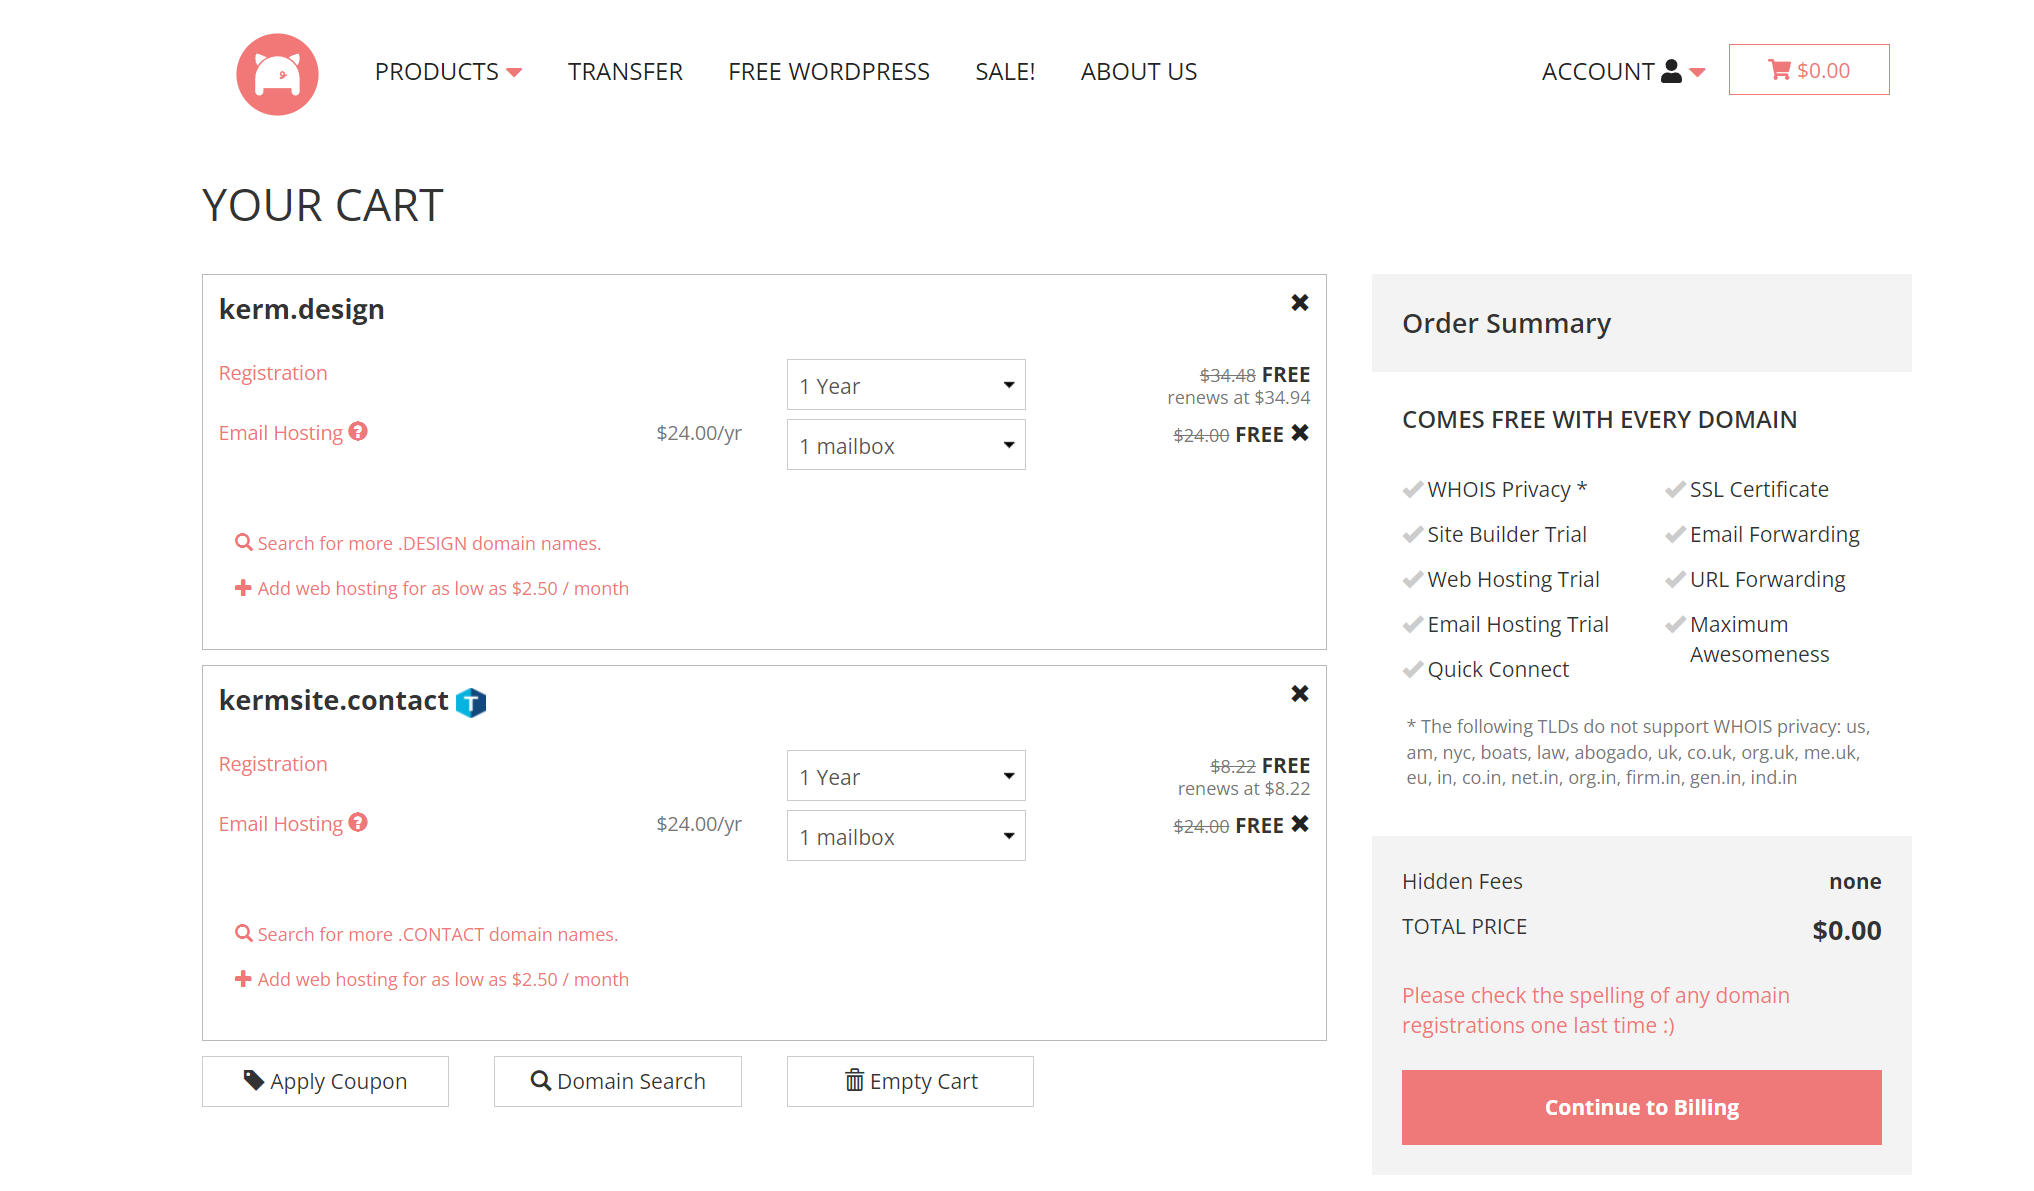 PRODUCTS TRANSFER FREE WORDPRESS SALE! ABOUT US ACCOUNT $0.00
YOUR CART
kerm.design
Registration 1 Year $34.48 FREE
renews at $34.94
Email Hosting ? $24.00/yr 1 mailbox $24.00 FREE
Search for more .DESIGN domain names.
Add web hosting for as low as $2.50 / month
kermsite.contact T
Registration 1 Year $8.22 FREE
renews at $8.22
Email Hosting ? $24.00/yr 1 mailbox $24.00 FREE
Search for more .CONTACT domain names.
Add web hosting for as low as $2.50 / month
Apply Coupon Domain Search Empty Cart
Order Summary
COMES FREE WITH EVERY DOMAIN
WHOIS Privacy * SSL Certificate
Site Builder Trial Email Forwarding
Web Hosting Trial URL Forwarding
Email Hosting Trial Maximum
Awesomeness
Quick Connect
* The following TLDs do not support WHOIS privacy: us,
am, nyc, boats, law, abogado, uk, co.uk, org.uk, me.uk,
eu, in, co.in, net.in, org.in, firm.in, gen.in, ind.in
Hidden Fees none
TOTAL PRICE $0.00
Please check the spelling of any domain
registrations one last time :)
Continue to Billing